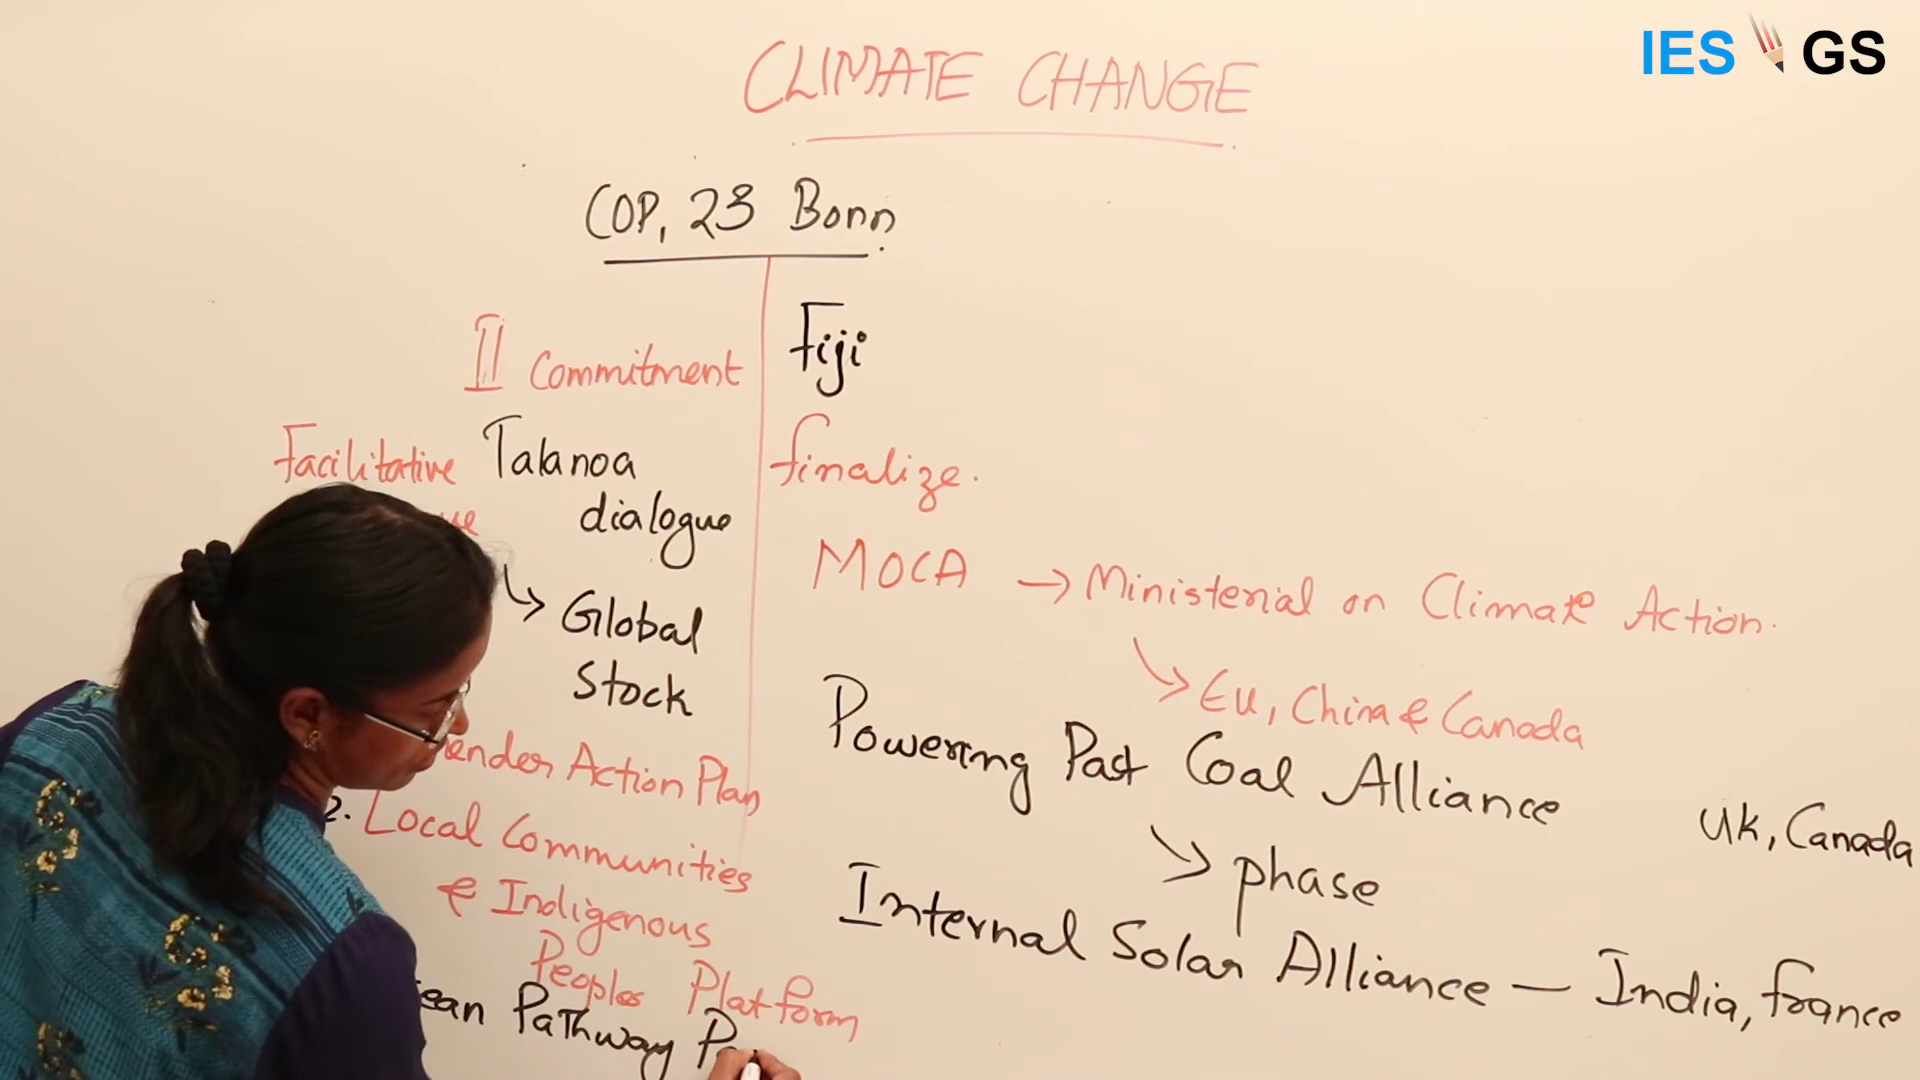 IES GS
CLIMATE CHANGE
COP, 23 Bonn
II Commitment
Fiji
Facilitative Talanoa
dialogue
finalize.
Global
Stock
MOCA → Ministerial on Climate Action.
EU, China & Canada
Powering Past Coal Alliance
UK, Canada
phase
Action Plan
2. Local Communities
& Indigenous
Peoples Platform
Internal Solar Alliance — India, France
Pathway